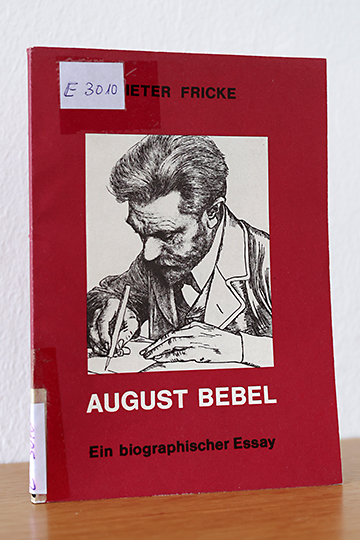 E 3010
IETER FRICKE
AUGUST BEBEL
Ein biographischer Essay